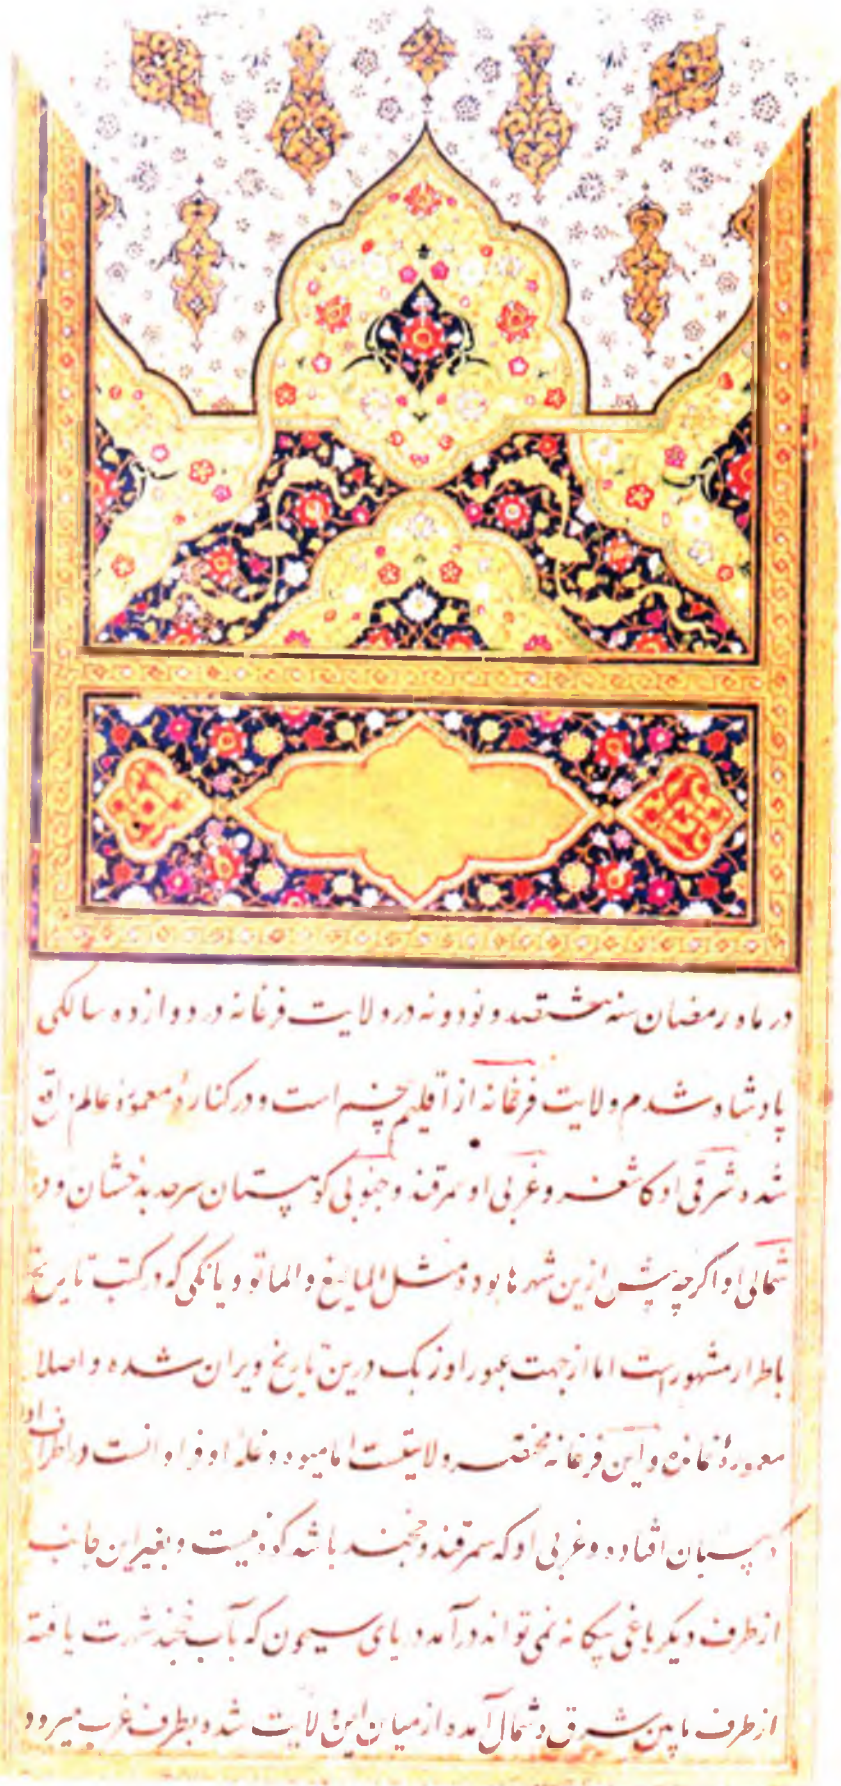 در ماه رمضان سنه هشتصد و نود و نه در ولایت فرغانه در دوازده سالگی
پادشاه شدم ولایت فرغانه از اقلیم پنجم است و در کنارهٔ معمورهٔ عالم واقع
شده شرقی او کاشغر و غربی او سمرقند و جنوبی کوهستان سرحد بدخشان و در
شمالی او اگرچه پیش ازین شهرها بوده مثل المالیغ و الماتو و یانکی که در کتب تاریخ
باطرار مشهور است اما از جهت عبور اوزبک درین تاریخ ویران شده و اصلا
معموره نمانده و این فرغانه مختصر ولایتیست اما میوه و غله او فراوانست در اطراف او
کوهستان افتاده و غربی او که سمرقند و خجند باشد کوه نیست و بغیر این جانب
از طرف دیگر یاغی بیگانه نمی تواند درآمد دریای سیحون که بآب خجند شهرت یافته
از طرف مابین شرق و شمال آمده از میان این ولایت شده بطرف غرب میرود